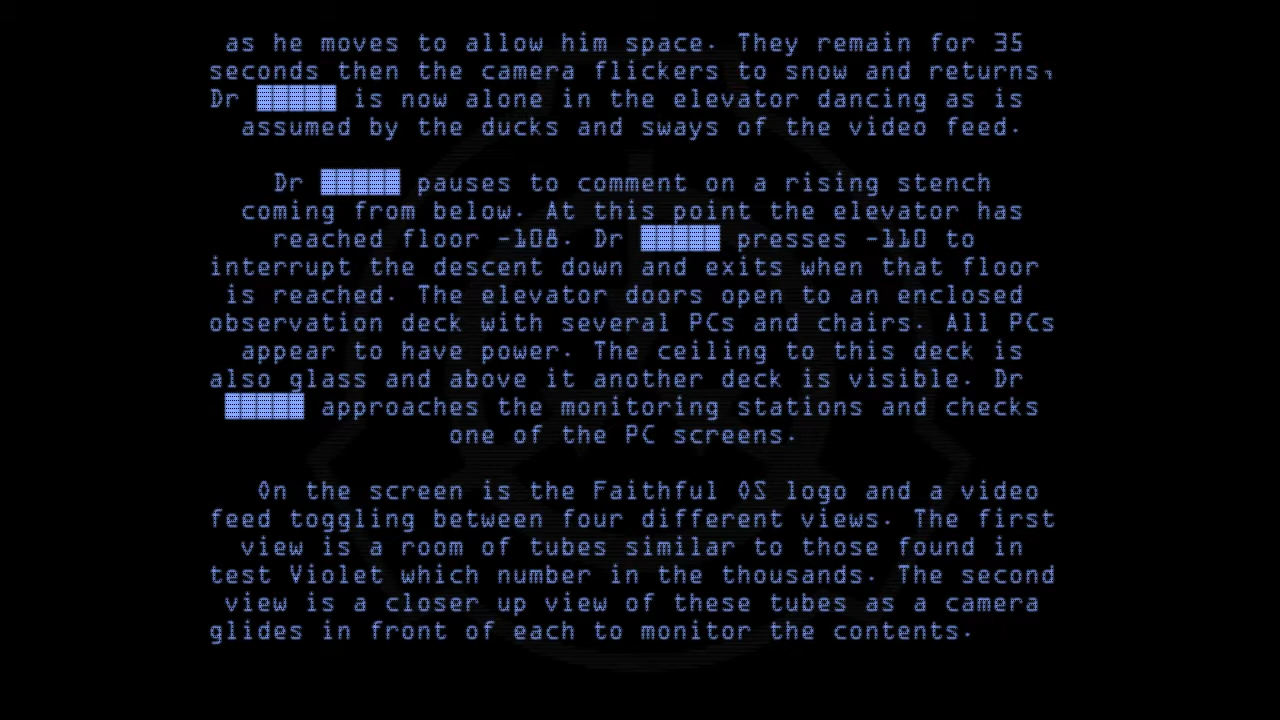 as he moves to allow him space. They remain for 35
seconds then the camera flickers to snow and returns,
Dr █████ is now alone in the elevator dancing as is
assumed by the ducks and sways of the video feed.
Dr █████ pauses to comment on a rising stench
coming from below. At this point the elevator has
reached floor -108. Dr █████ presses -110 to
interrupt the descent down and exits when that floor
is reached. The elevator doors open to an enclosed
observation deck with several PCs and chairs. All PCs
appear to have power. The ceiling to this deck is
also glass and above it another deck is visible. Dr
█████ approaches the monitoring stations and checks
one of the PC screens.
On the screen is the Faithful OS logo and a video
feed toggling between four different views. The first
view is a room of tubes similar to those found in
test Violet which number in the thousands. The second
view is a closer up view of these tubes as a camera
glides in front of each to monitor the contents.